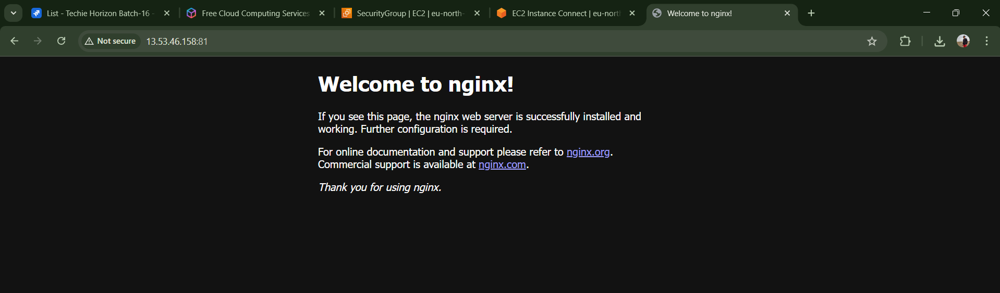 List - Techie Horizon Batch-16 -
Free Cloud Computing Services
SecurityGroup | EC2 | eu-north-
EC2 Instance Connect | eu-nort
Welcome to nginx!
Not secure
13.53.46.158:81
Welcome to nginx!
If you see this page, the nginx web server is successfully installed and
working. Further configuration is required.
For online documentation and support please refer to nginx.org.
Commercial support is available at nginx.com.
Thank you for using nginx.